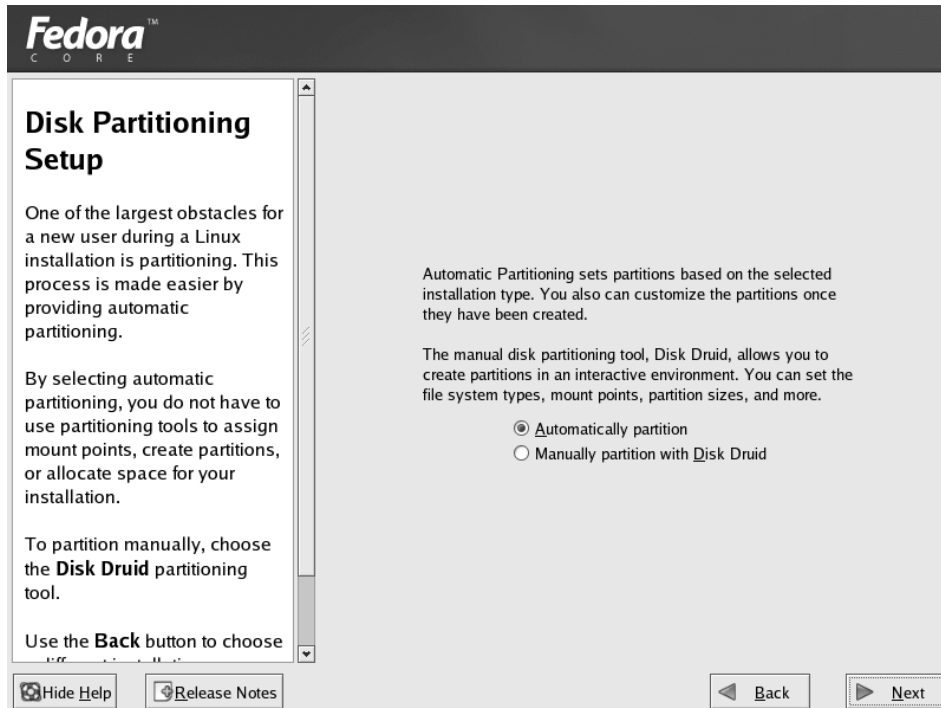 Fedora™
CORE
Disk Partitioning
Setup
One of the largest obstacles for
a new user during a Linux
installation is partitioning. This
process is made easier by
providing automatic
partitioning.
By selecting automatic
partitioning, you do not have to
use partitioning tools to assign
mount points, create partitions,
or allocate space for your
installation.
To partition manually, choose
the Disk Druid partitioning
tool.
Use the Back button to choose
Automatic Partitioning sets partitions based on the selected
installation type. You also can customize the partitions once
they have been created.
The manual disk partitioning tool, Disk Druid, allows you to
create partitions in an interactive environment. You can set the
file system types, mount points, partition sizes, and more.
Automatically partition
Manually partition with Disk Druid
Hide Help
Release Notes
Back
Next